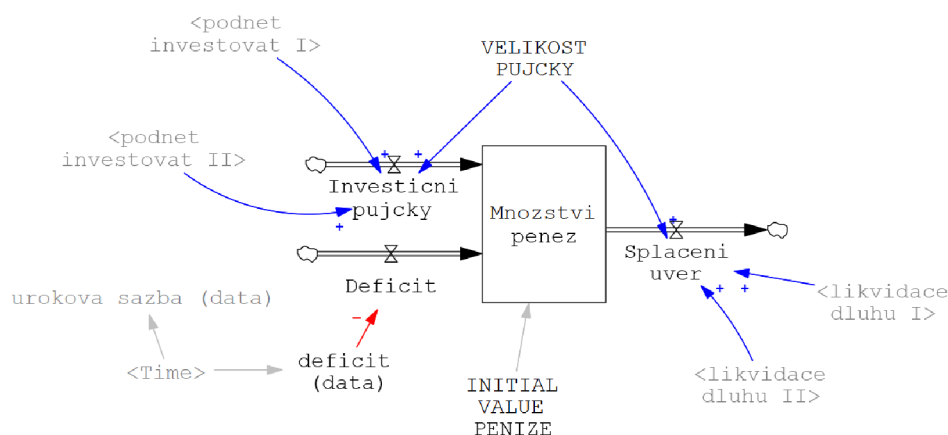 <podnet
investovat I>
VELIKOST
PUJCKY
<podnet
investovat II>
+
+
Investicni
pujcky
+
Mnozstvi
penez
+
Splaceni
uver
Deficit
+
+
urokova sazba (data)
<likvidace
dluhu I>
-
deficit
(data)
<Time>
INITIAL
VALUE
PENIZE
<likvidace
dluhu II>